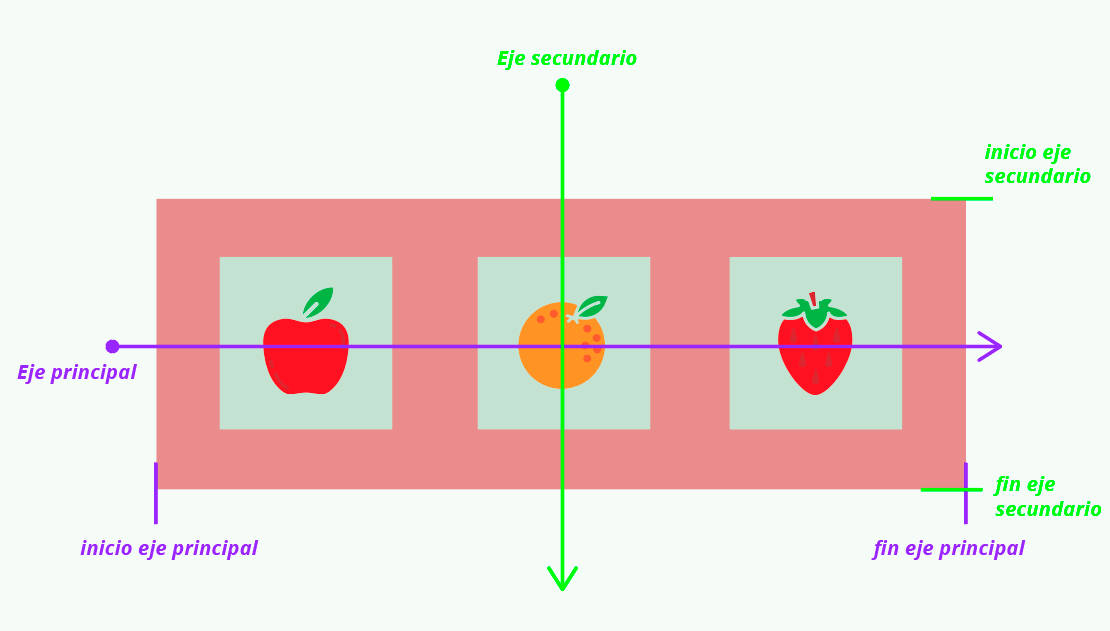 Eje secundario
inicio eje
secundario
Eje principal
fin eje
secundario
inicio eje principal
fin eje principal